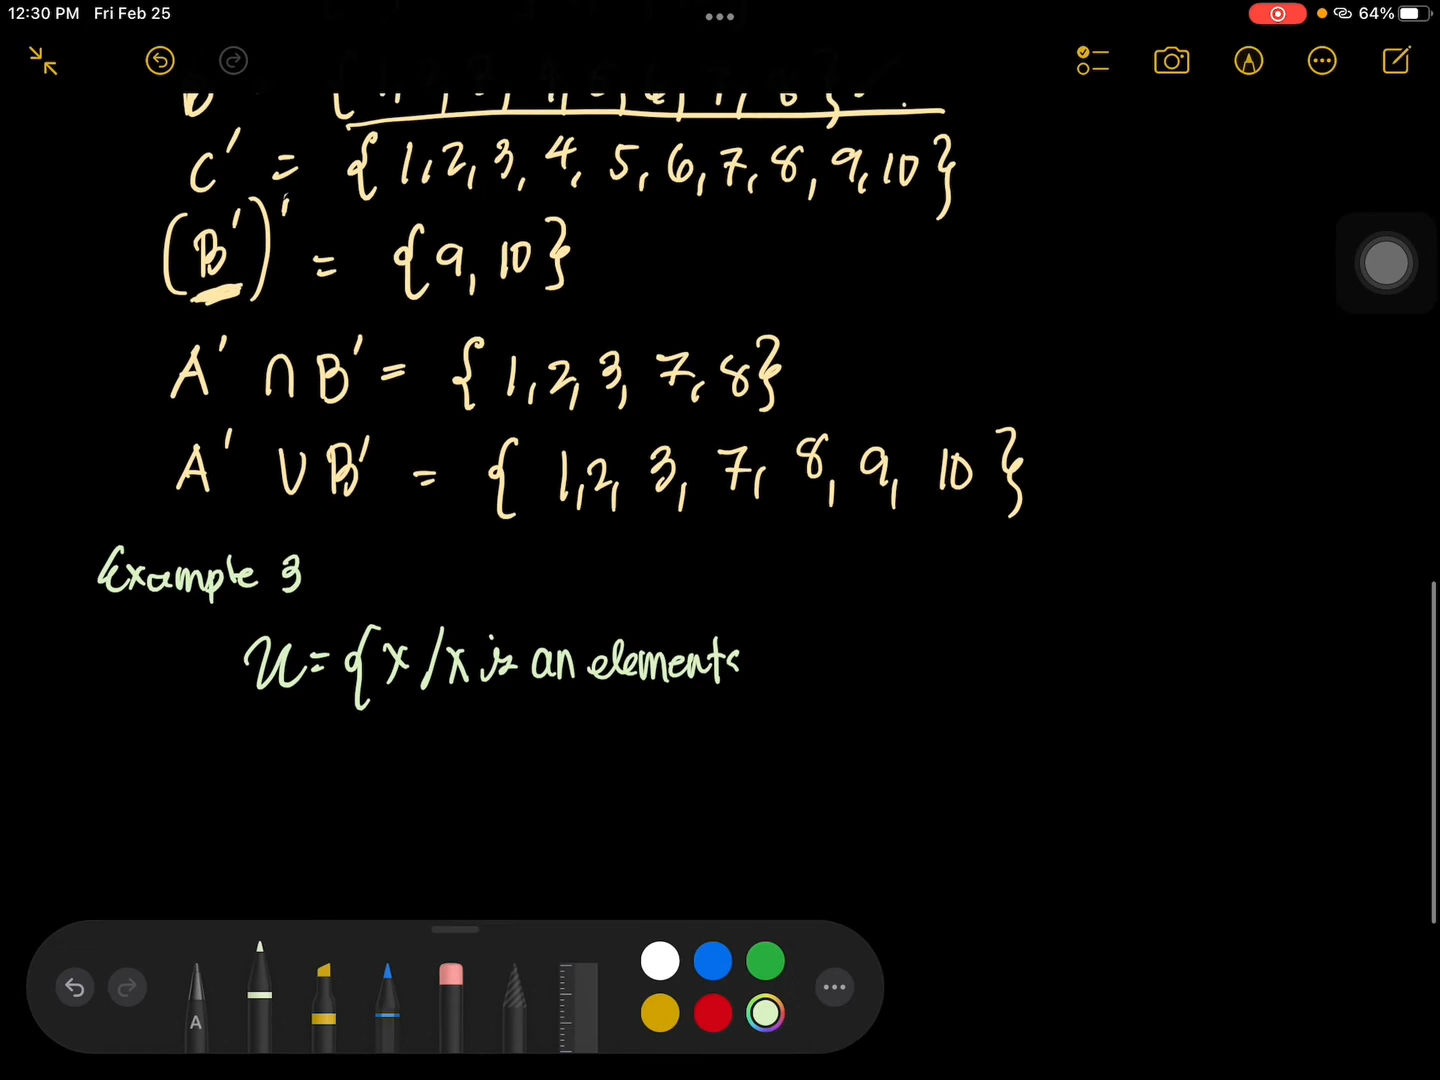 12:30 PM Fri Feb 25
64%
C' = {1, 2, 3, 4, 5, 6, 7, 8, 9, 10}
(B')' = {9, 10}
A' ∩ B' = {1, 2, 3, 7, 8}
A' ∪ B' = {1, 2, 3, 7, 8, 9, 10}
Example 3
U = {x / x is an elements
A